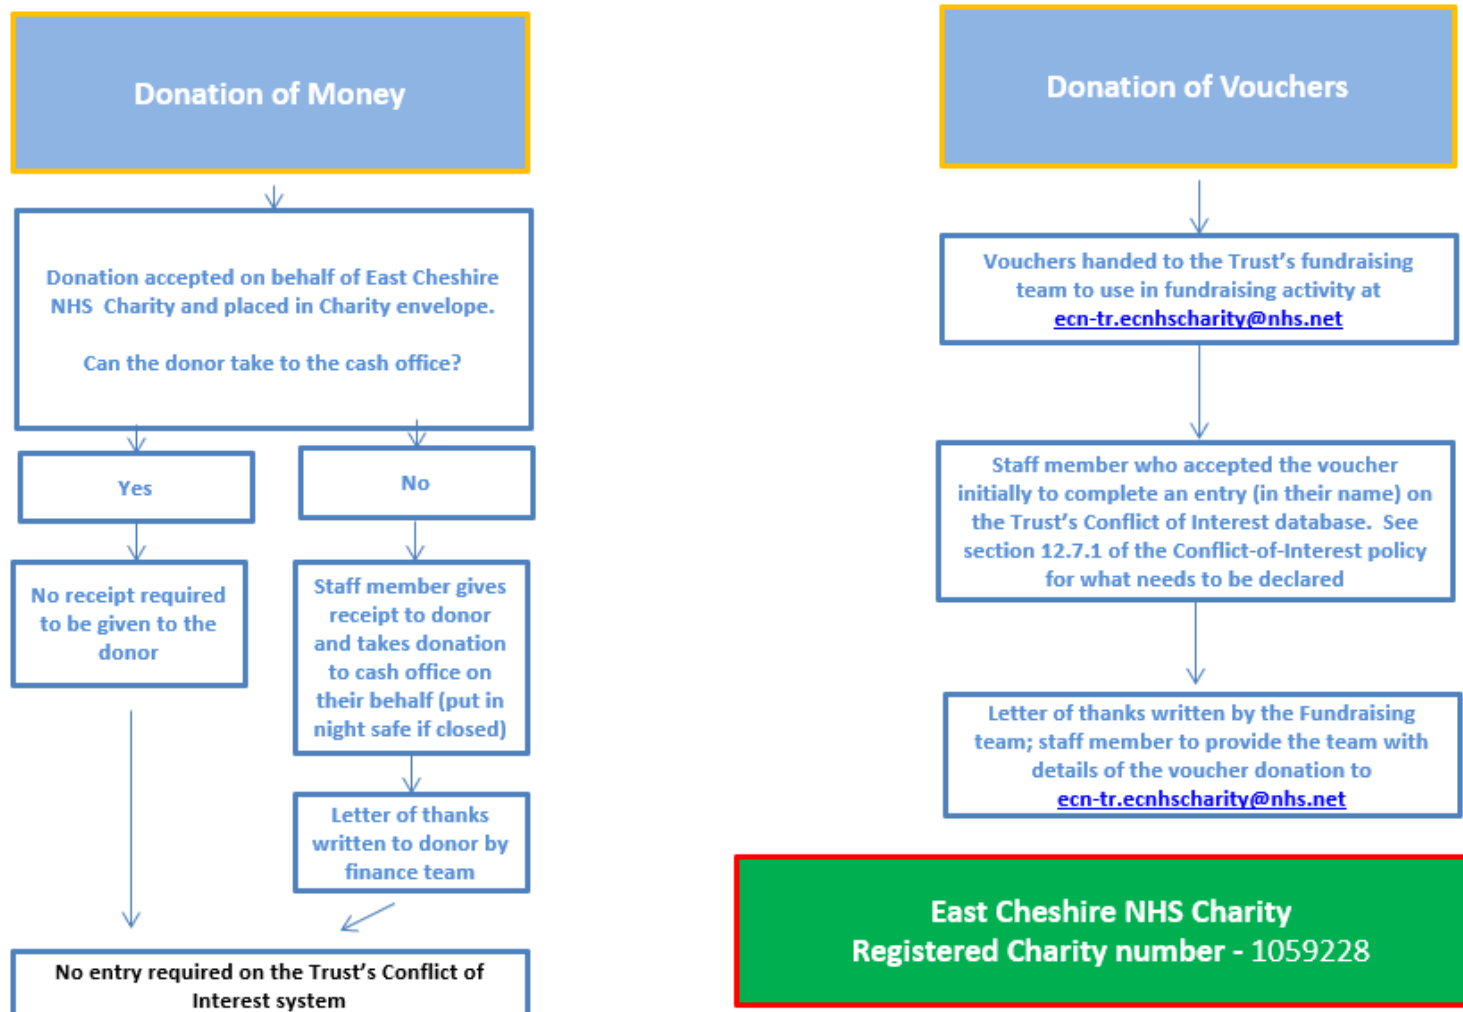 Donation of Money
Donation accepted on behalf of East Cheshire
NHS Charity and placed in Charity envelope.
Can the donor take to the cash office?
Yes
No
No receipt required
to be given to the
donor
Staff member gives
receipt to donor
and takes donation
to cash office on
their behalf (put in
night safe if closed)
Letter of thanks
written to donor by
finance team
No entry required on the Trust's Conflict of
Interest system
Donation of Vouchers
Vouchers handed to the Trust's fundraising
team to use in fundraising activity at
ecn-tr.ecnhscharity@nhs.net
Staff member who accepted the voucher
initially to complete an entry (in their name) on
the Trust's Conflict of Interest database. See
section 12.7.1 of the Conflict-of-Interest policy
for what needs to be declared
Letter of thanks written by the Fundraising
team; staff member to provide the team with
details of the voucher donation to
ecn-tr.ecnhscharity@nhs.net
East Cheshire NHS Charity
Registered Charity number - 1059228